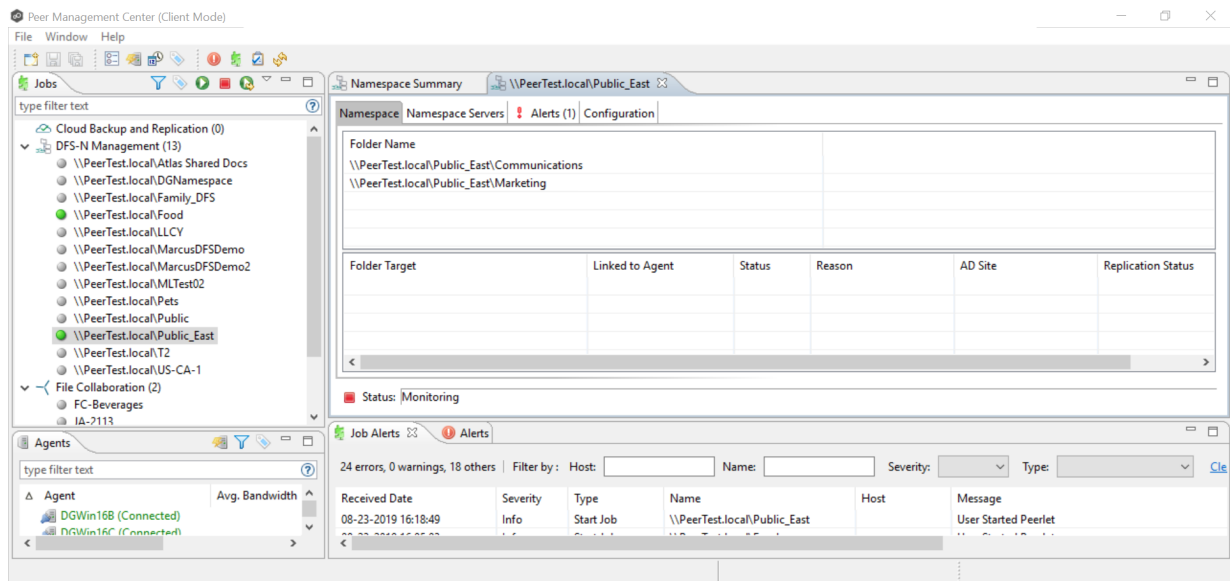 Peer Management Center (Client Mode)
File Window Help
Jobs
type filter text
Cloud Backup and Replication (0)
DFS-N Management (13)
\\PeerTest.local\Atlas Shared Docs
\\PeerTest.local\DGNamespace
\\PeerTest.local\Family_DFS
\\PeerTest.local\Food
\\PeerTest.local\LLCY
\\PeerTest.local\MarcusDFSDemo
\\PeerTest.local\MarcusDFSDemo2
\\PeerTest.local\MLTest02
\\PeerTest.local\Pets
\\PeerTest.local\Public
\\PeerTest.local\Public_East
\\PeerTest.local\T2
\\PeerTest.local\US-CA-1
File Collaboration (2)
FC-Beverages
JA-2113
Agents
type filter text
Agent Avg. Bandwidth
DGWin16B (Connected)
DGWin16C (Connected)
Namespace Summary \\PeerTest.local\Public_East
Namespace Namespace Servers Alerts (1) Configuration
Folder Name
\\PeerTest.local\Public_East\Communications
\\PeerTest.local\Public_East\Marketing
Folder Target Linked to Agent Status Reason AD Site Replication Status
Status: Monitoring
Job Alerts Alerts
24 errors, 0 warnings, 18 others Filter by : Host: Name: Severity: Type: Cle
Received Date Severity Type Name Host Message
08-23-2019 16:18:49 Info Start Job \\PeerTest.local\Public_East User Started Peerlet